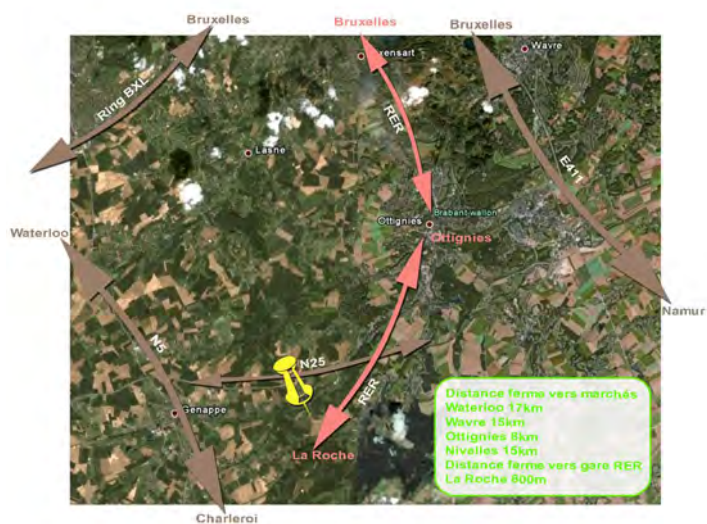 Bruxelles
Bruxelles
Bruxelles
Ring BXL
Wavre
RER
E411
Lasne
Brabant wallon
Ottignies
Ottignies
Waterloo
Namur
N5
N25
RER
Genappe
La Roche
Charleroi
Distance ferme vers marchés
Waterloo 17km
Wavre 15km
Ottignies 8km
Nivelles 15km
Distance ferme vers gare RER
La Roche 800m